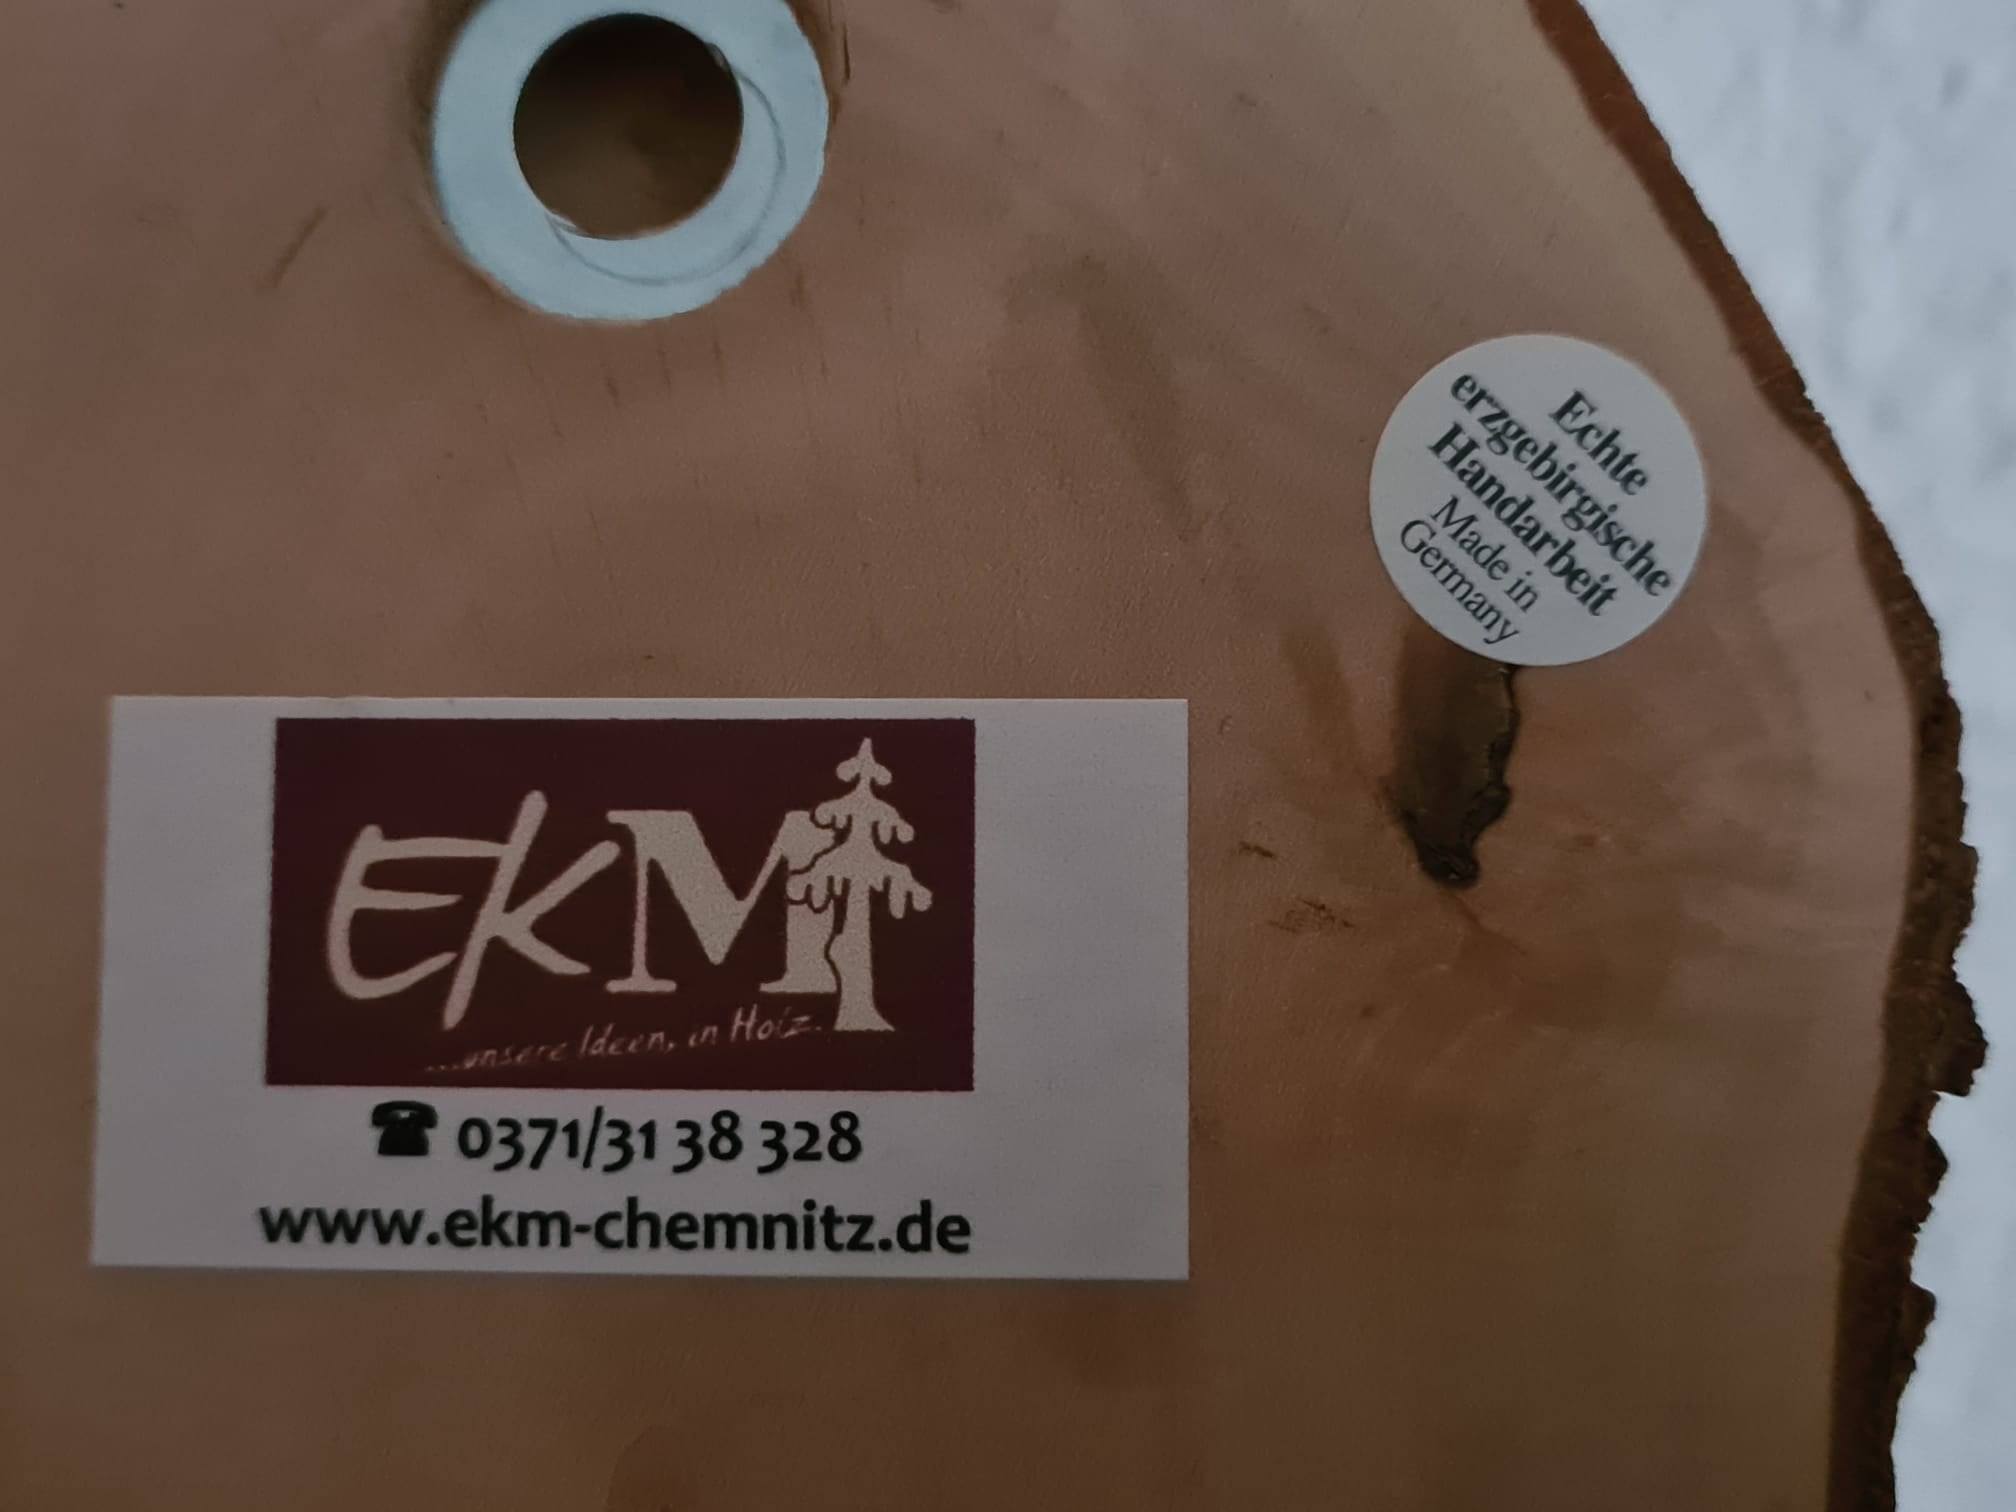 Echte
erzgebirgische
Handarbeit
Made in
Germany
EKM
...unsere Ideen, in Holz.
0371/31 38 328
www.ekm-chemnitz.de